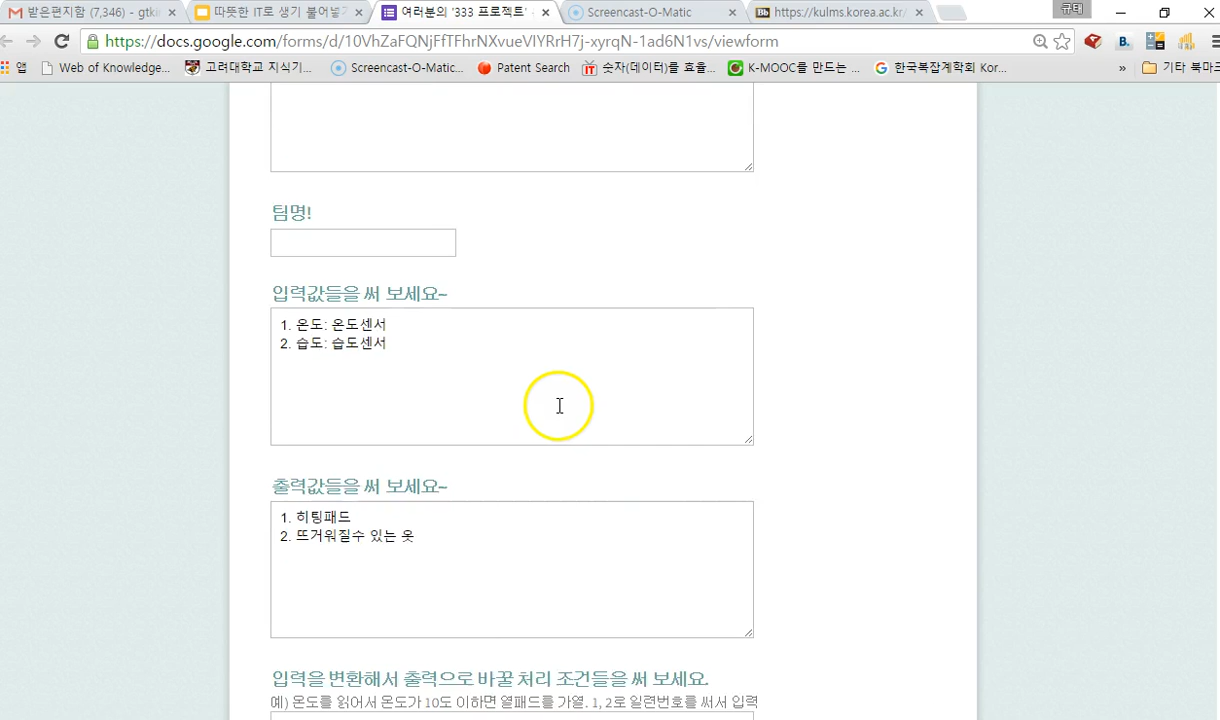 받은편지함 (7,346) - gtki
따뜻한 IT로 생기 불어넣기
여러분의 '333 프로젝트'
Screencast-O-Matic
https://kulms.korea.ac.kr/
규태
https://docs.google.com/forms/d/10VhZaFQNjFfTFhrNXvueVIYRrH7j-xyrqN-1ad6N1vs/viewform
앱
Web of Knowledge...
고려대학교 지식기...
Screencast-O-Matic...
Patent Search
숫자(데이터)를 효율...
K-MOOC를 만드는 ...
한국복잡계학회 Kor...
»
기타 북마크
팀명!
입력값들을 써 보세요~
1. 온도: 온도센서
2. 습도: 습도센서
출력값들을 써 보세요~
1. 히팅패드
2. 뜨거워질수 있는 옷
입력을 변환해서 출력으로 바꿀 처리 조건들을 써 보세요.
예) 온도를 읽어서 온도가 10도 이하면 열패드를 가열. 1, 2로 일련번호를 써서 입력